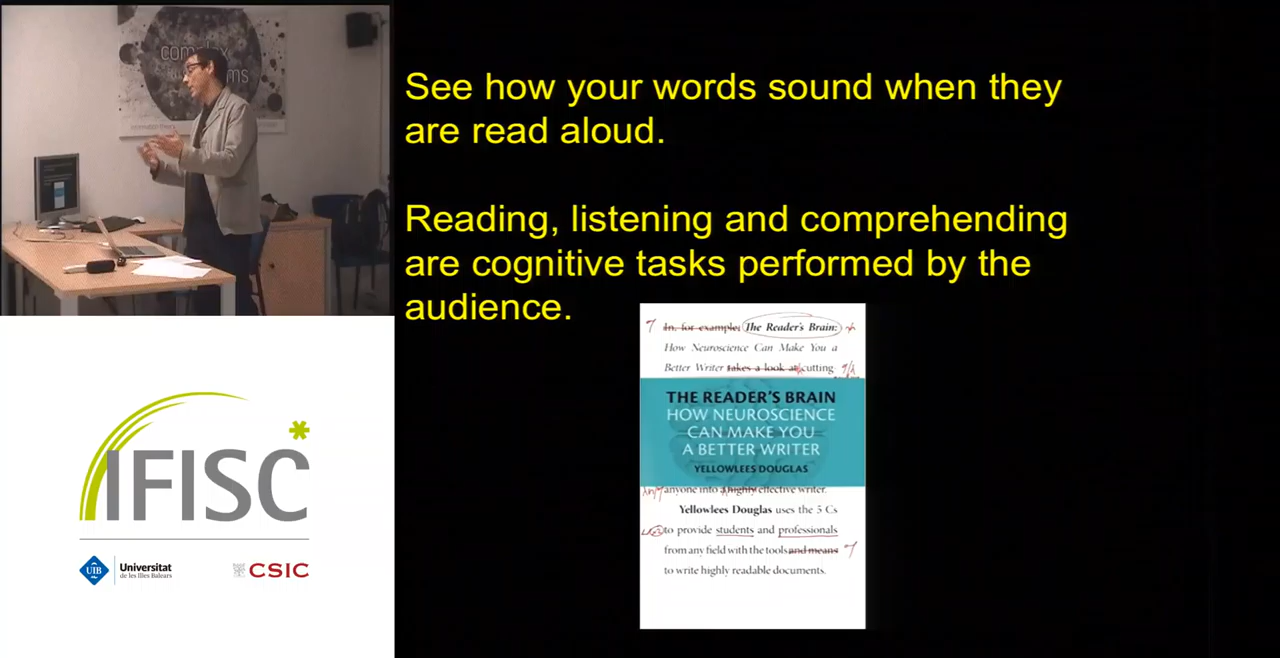 complex
See how your words sound when they
are read aloud.
Reading, listening and comprehending
are cognitive tasks performed by the
audience.
In, for example, The Reader's Brain:
How Neuroscience Can Make You a
Better Writer takes a look at cutting
THE READER'S BRAIN
HOW NEUROSCIENCE
CAN MAKE YOU
A BETTER WRITER
YELLOWLEES DOUGLAS
anyone into a highly effective writer.
Yellowlees Douglas uses the 5 Cs
to provide students and professionals
from any field with the tools and means
to write highly readable documents.
IFISC
UIB Universitat
de les Illes Balears
CSIC